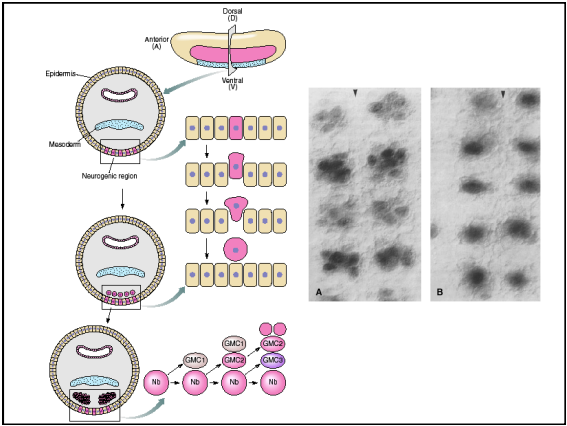 Dorsal
(D)
Anterior
(A)
Ventral
(V)
Epidermis
Mesoderm
Neurogenic region
A
B
GMC1
GMC1
GMC2
GMC2
GMC3
Nb
Nb
Nb
Nb